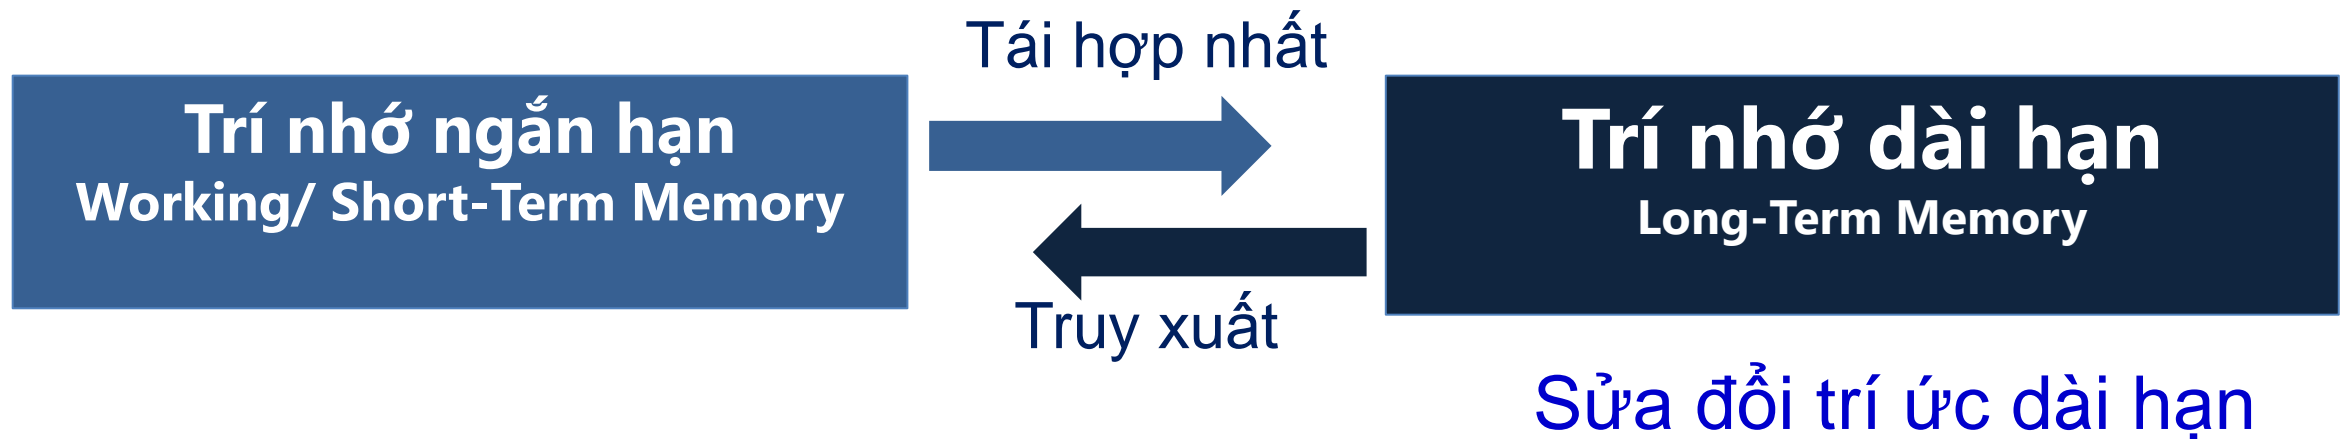 Tái hợp nhất
Trí nhớ ngắn hạn
Working/ Short-Term Memory
Trí nhớ dài hạn
Long-Term Memory
Truy xuất
Sửa đổi trí ức dài hạn